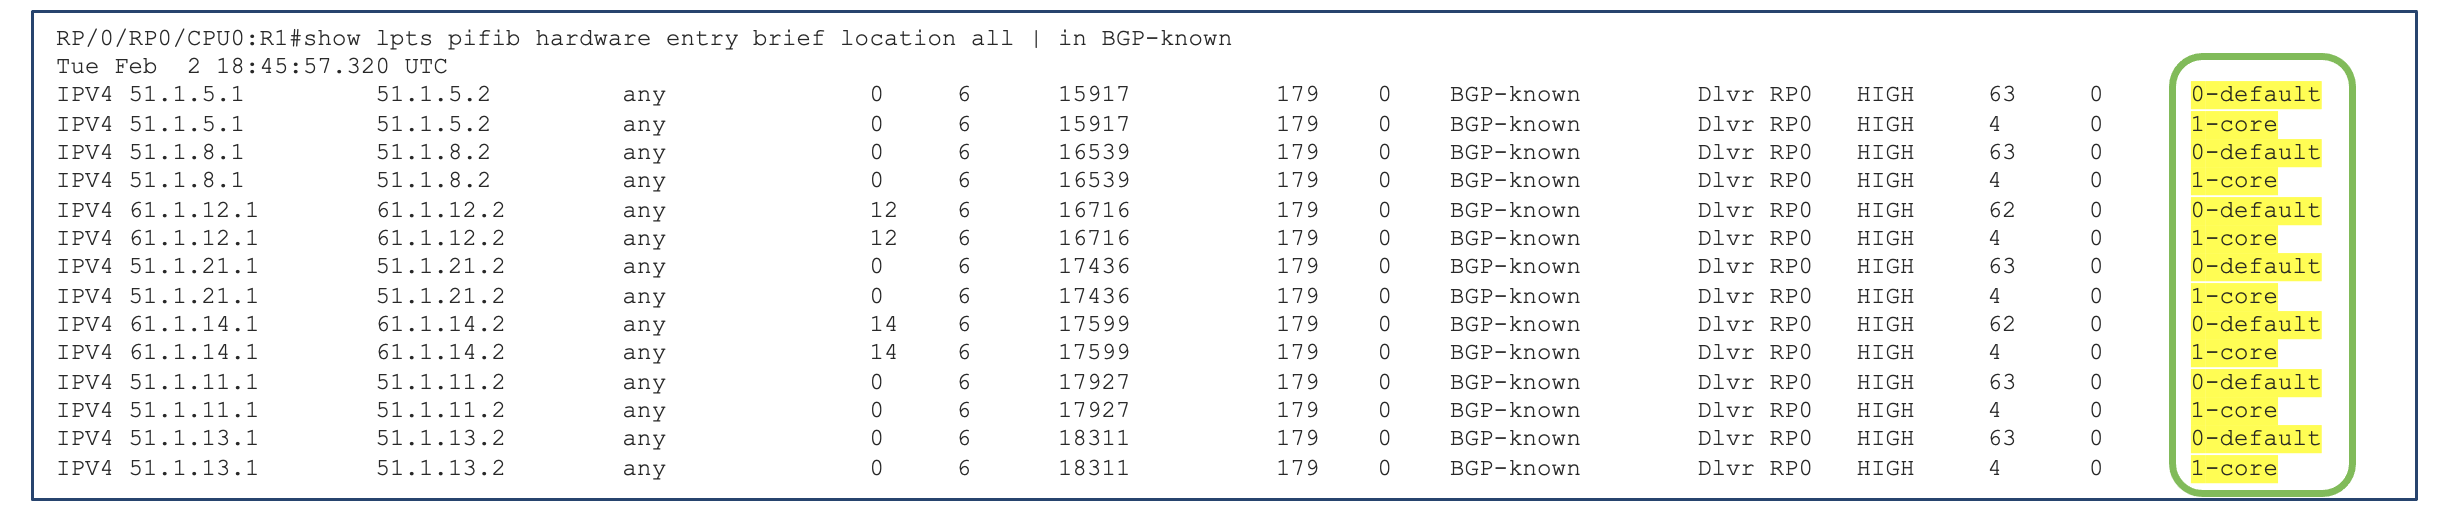 RP/0/RP0/CPU0:R1#show lpts pifib hardware entry brief location all | in BGP-known
Tue Feb  2 18:45:57.320 UTC
IPV4 51.1.5.1 51.1.5.2 any 0 6 15917 179 0 BGP-known Dlvr RP0 HIGH 63 0 0-default
IPV4 51.1.5.1 51.1.5.2 any 0 6 15917 179 0 BGP-known Dlvr RP0 HIGH 4 0 1-core
IPV4 51.1.8.1 51.1.8.2 any 0 6 16539 179 0 BGP-known Dlvr RP0 HIGH 63 0 0-default
IPV4 51.1.8.1 51.1.8.2 any 0 6 16539 179 0 BGP-known Dlvr RP0 HIGH 4 0 1-core
IPV4 61.1.12.1 61.1.12.2 any 12 6 16716 179 0 BGP-known Dlvr RP0 HIGH 62 0 0-default
IPV4 61.1.12.1 61.1.12.2 any 12 6 16716 179 0 BGP-known Dlvr RP0 HIGH 4 0 1-core
IPV4 51.1.21.1 51.1.21.2 any 0 6 17436 179 0 BGP-known Dlvr RP0 HIGH 63 0 0-default
IPV4 51.1.21.1 51.1.21.2 any 0 6 17436 179 0 BGP-known Dlvr RP0 HIGH 4 0 1-core
IPV4 61.1.14.1 61.1.14.2 any 14 6 17599 179 0 BGP-known Dlvr RP0 HIGH 62 0 0-default
IPV4 61.1.14.1 61.1.14.2 any 14 6 17599 179 0 BGP-known Dlvr RP0 HIGH 4 0 1-core
IPV4 51.1.11.1 51.1.11.2 any 0 6 17927 179 0 BGP-known Dlvr RP0 HIGH 63 0 0-default
IPV4 51.1.11.1 51.1.11.2 any 0 6 17927 179 0 BGP-known Dlvr RP0 HIGH 4 0 1-core
IPV4 51.1.13.1 51.1.13.2 any 0 6 18311 179 0 BGP-known Dlvr RP0 HIGH 63 0 0-default
IPV4 51.1.13.1 51.1.13.2 any 0 6 18311 179 0 BGP-known Dlvr RP0 HIGH 4 0 1-core